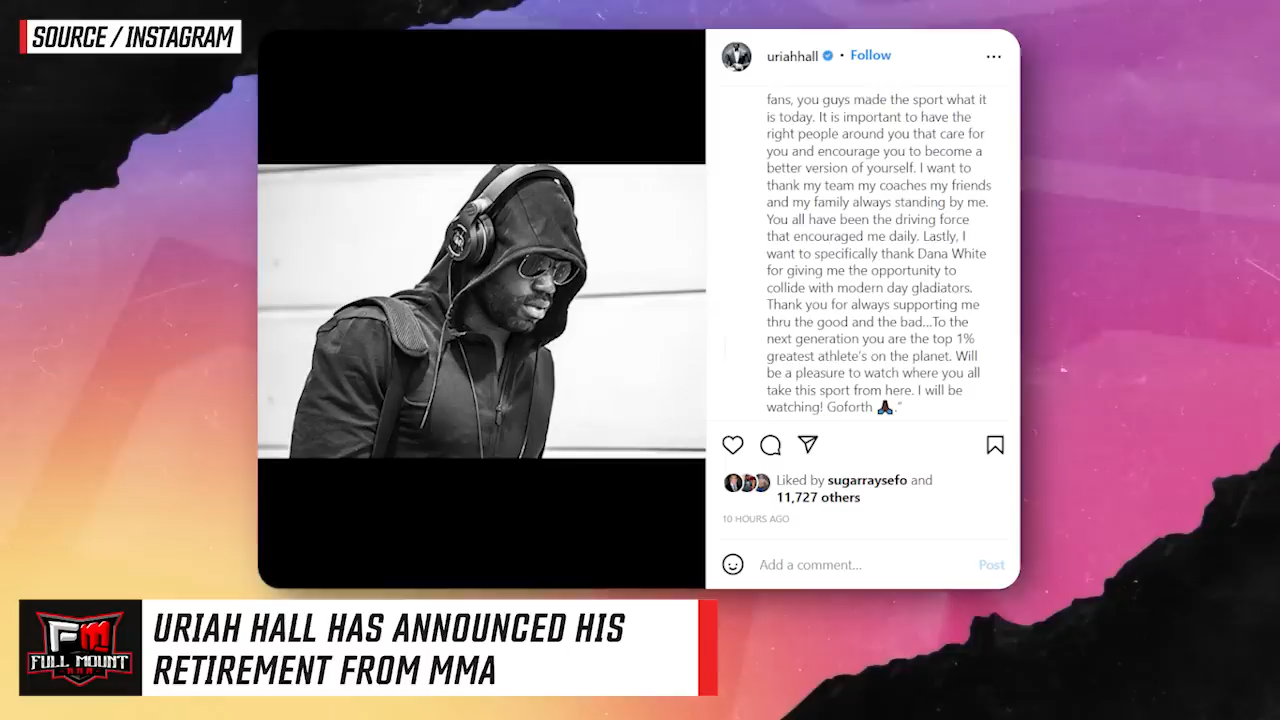 SOURCE / INSTAGRAM
uriahhall • Follow
fans, you guys made the sport what it
is today. It is important to have the
right people around you that care for
you and encourage you to become a
better version of yourself. I want to
thank my team my coaches my friends
and my family always standing by me.
You all have been the driving force
that encouraged me daily. Lastly, I
want to specifically thank Dana White
for giving me the opportunity to
collide with modern day gladiators.
Thank you for always supporting me
thru the good and the bad...To the
next generation you are the top 1%
greatest athlete's on the planet. Will
be a pleasure to watch where you all
take this sport from here. I will be
watching! Goforth 🙏🏿."
Liked by sugarraysefo and
11,727 others
10 HOURS AGO
Add a comment... Post
FM
FULL MOUNT
MMA
URIAH HALL HAS ANNOUNCED HIS
RETIREMENT FROM MMA